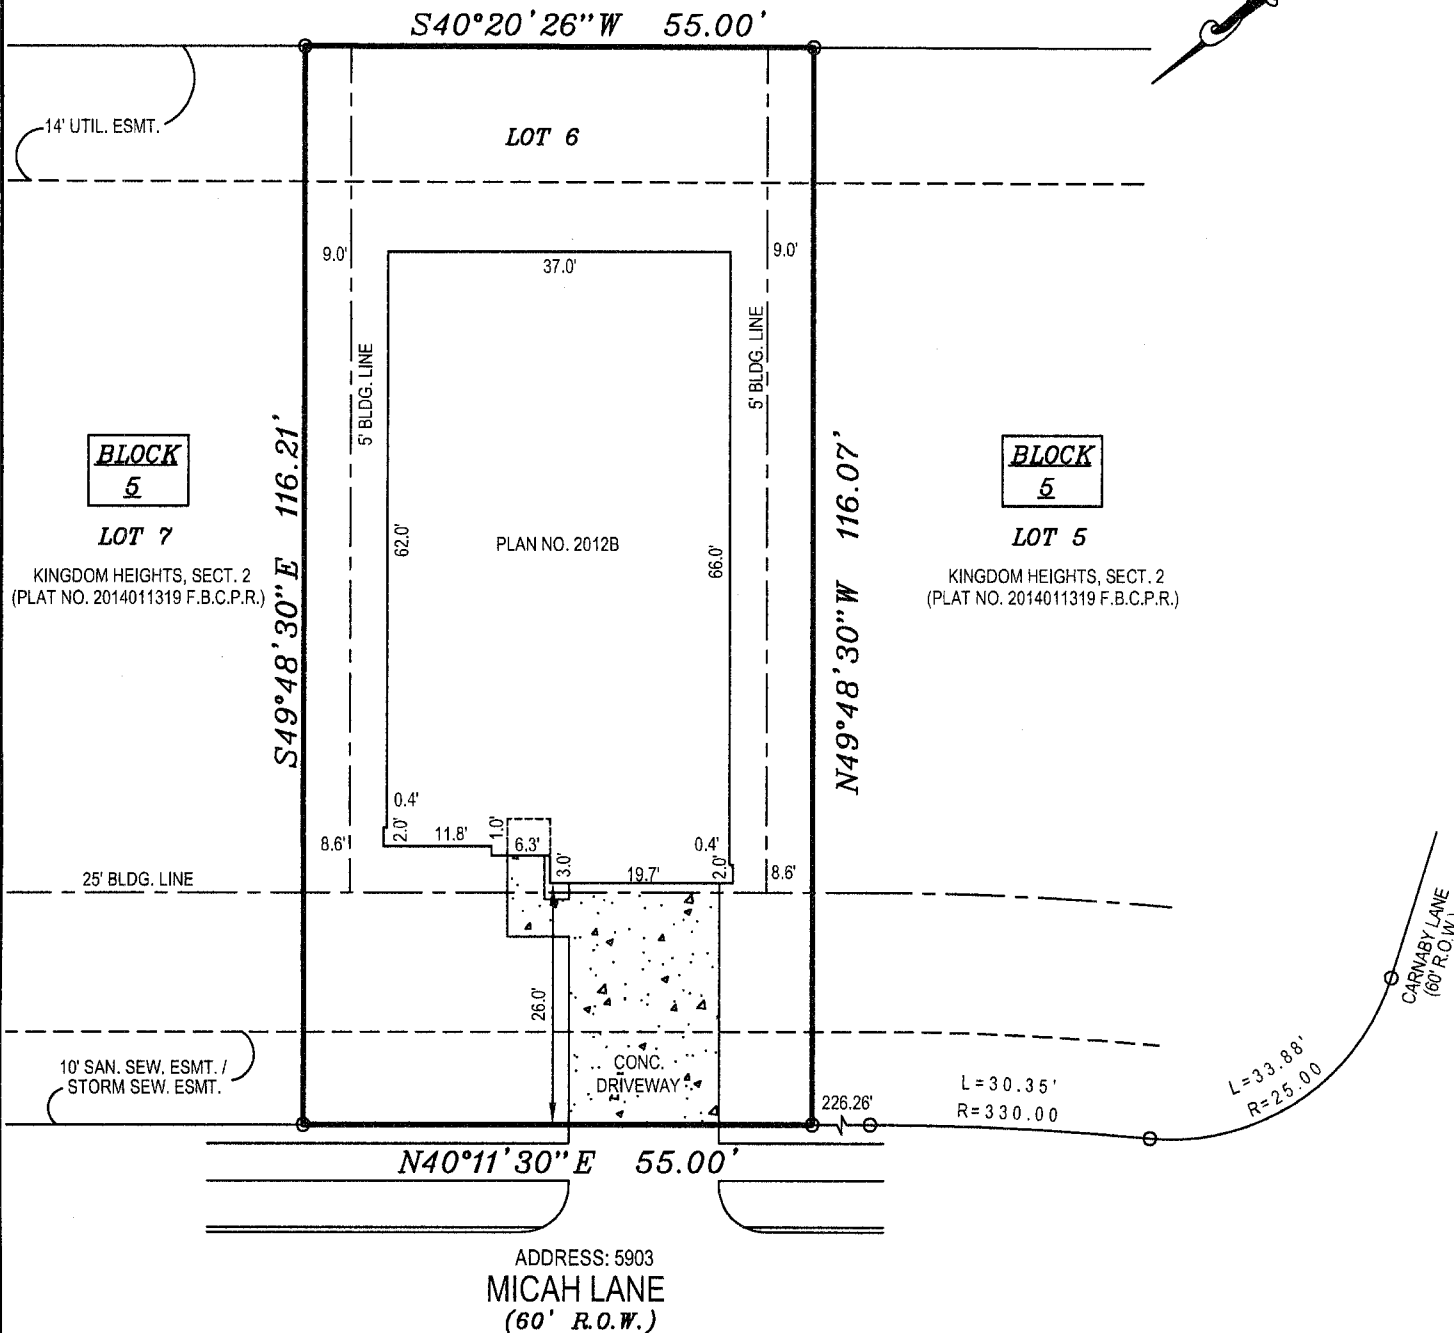 S40°20'26"W 55.00'
14' UTIL. ESMT.
LOT 6
9.0'
37.0'
9.0'
5' BLDG. LINE
5' BLDG. LINE
S49°48'30"E 116.21'
N49°48'30"W 116.07'
BLOCK
5
LOT 7
KINGDOM HEIGHTS, SECT. 2
(PLAT NO. 2014011319 F.B.C.P.R.)
62.0'
PLAN NO. 2012B
66.0'
BLOCK
5
LOT 5
KINGDOM HEIGHTS, SECT. 2
(PLAT NO. 2014011319 F.B.C.P.R.)
0.4'
2.0'
11.8'
1.0'
6.3'
3.0'
19.7'
0.4'
2.0'
8.6'
8.6'
25' BLDG. LINE
26.0'
CARNABY LANE
(60' R.O.W.)
10' SAN. SEW. ESMT. /
STORM SEW. ESMT.
CONC.
DRIVEWAY
226.26'
L=30.35'
R=330.00
L=33.88'
R=25.00
N40°11'30"E 55.00'
ADDRESS: 5903
MICAH LANE
(60' R.O.W.)